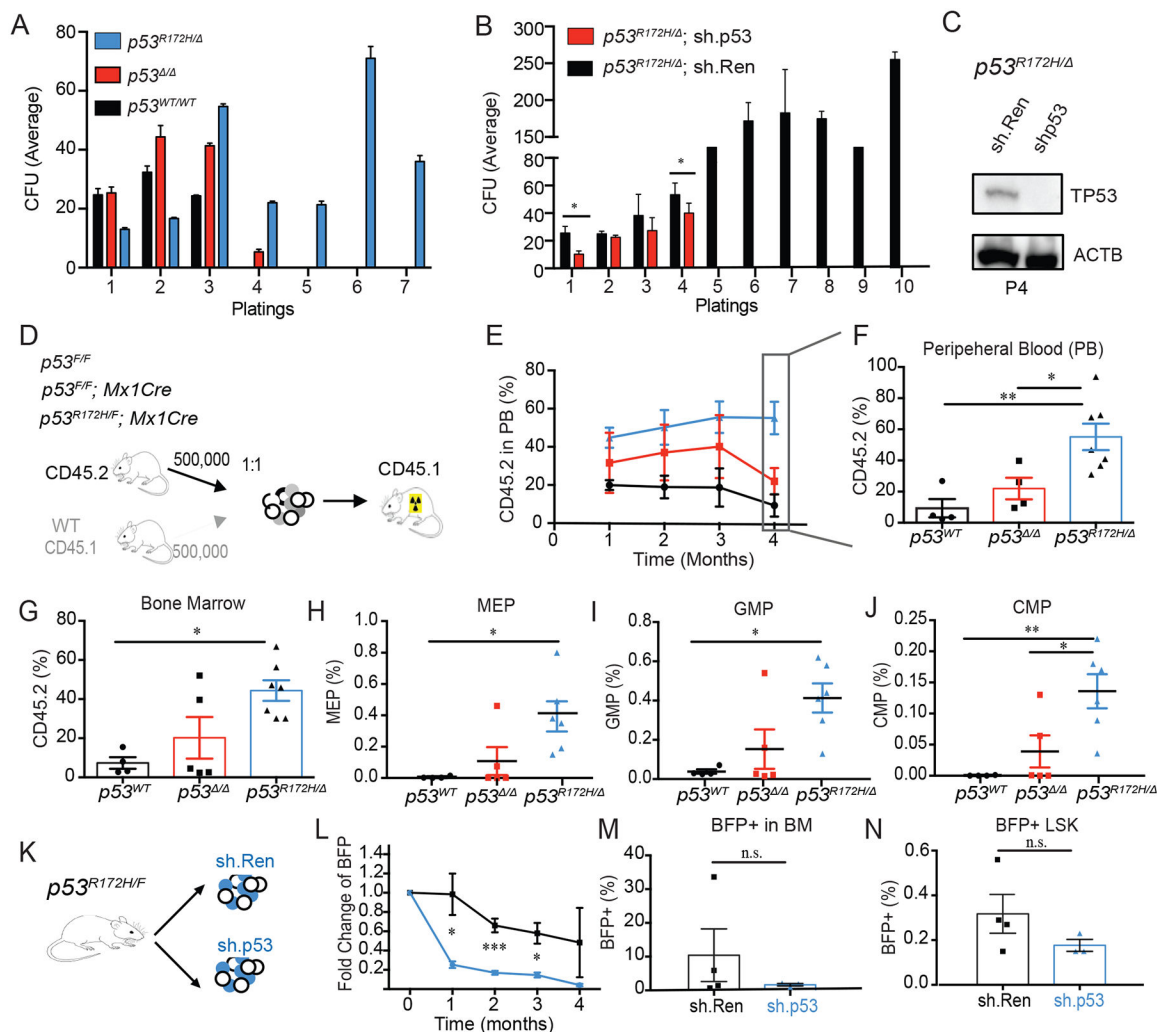 A
p53R172H/Δ
p53Δ/Δ
p53WT/WT
CFU (Average)
80
60
40
20
0
1 2 3 4 5 6 7
Platings
B
p53R172H/Δ; sh.p53
p53R172H/Δ; sh.Ren
CFU (Average)
300
250
200
150
80
60
40
20
0
*
*
1 2 3 4 5 6 7 8 9 10
Platings
C
p53R172H/Δ
sh.Ren
shp53
TP53
ACTB
P4
D
p53F/F
p53F/F; Mx1Cre
p53R172H/F; Mx1Cre
CD45.2
500,000
1:1
CD45.1
WT
CD45.1
500,000
E
CD45.2 in PB (%)
80
60
40
20
0
0 1 2 3 4
Time (Months)
F
Peripeheral Blood (PB)
CD45.2 (%)
100
80
60
40
20
0
*
**
p53WT p53Δ/Δ p53R172H/Δ
G
Bone Marrow
CD45.2 (%)
80
60
40
20
0
*
p53WT p53Δ/Δ p53R172H/Δ
H
MEP
MEP (%)
1.0
0.8
0.6
0.4
0.2
0.0
*
p53WT p53Δ/Δ p53R172H/Δ
I
GMP
GMP (%)
0.8
0.6
0.4
0.2
0.0
*
p53WT p53Δ/Δ p53R172H/Δ
J
CMP
CMP (%)
0.25
0.20
0.15
0.10
0.05
0.00
**
*
p53WT p53Δ/Δ p53R172H/Δ
K
p53R172H/F
sh.Ren
sh.p53
L
Fold Change of BFP
1.4
1.2
1.0
0.8
0.6
0.4
0.2
*
***
*
0 1 2 3 4
Time (months)
M
BFP+ in BM
BFP+ (%)
50
40
30
20
10
0
n.s.
sh.Ren sh.p53
N
BFP+ LSK
BFP+ (%)
0.6
0.4
0.2
0
n.s.
sh.Ren sh.p53